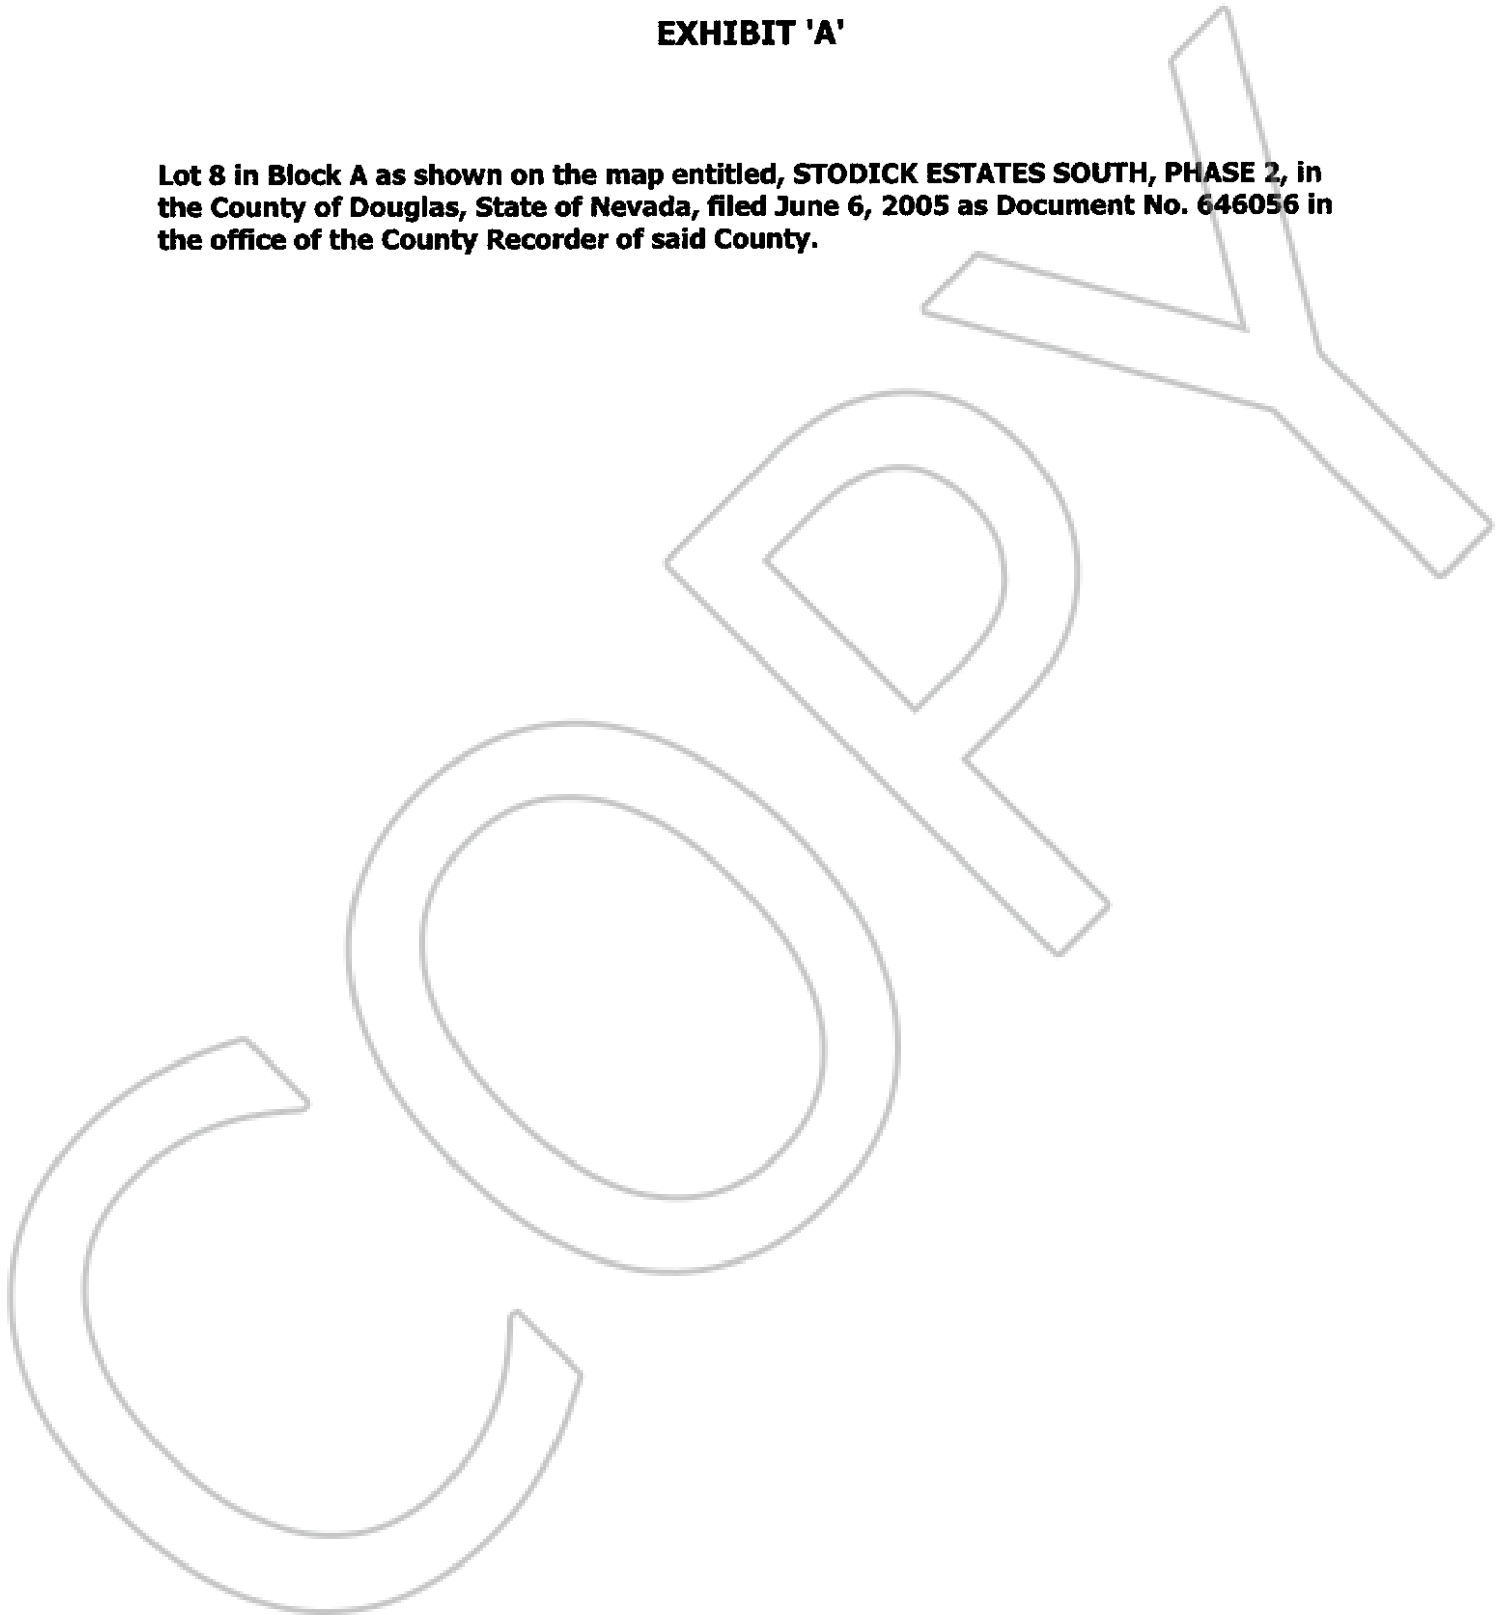 EXHIBIT 'A'
Lot 8 in Block A as shown on the map entitled, STODICK ESTATES SOUTH, PHASE 2, in
the County of Douglas, State of Nevada, filed June 6, 2005 as Document No. 646056 in
the office of the County Recorder of said County.
COPY